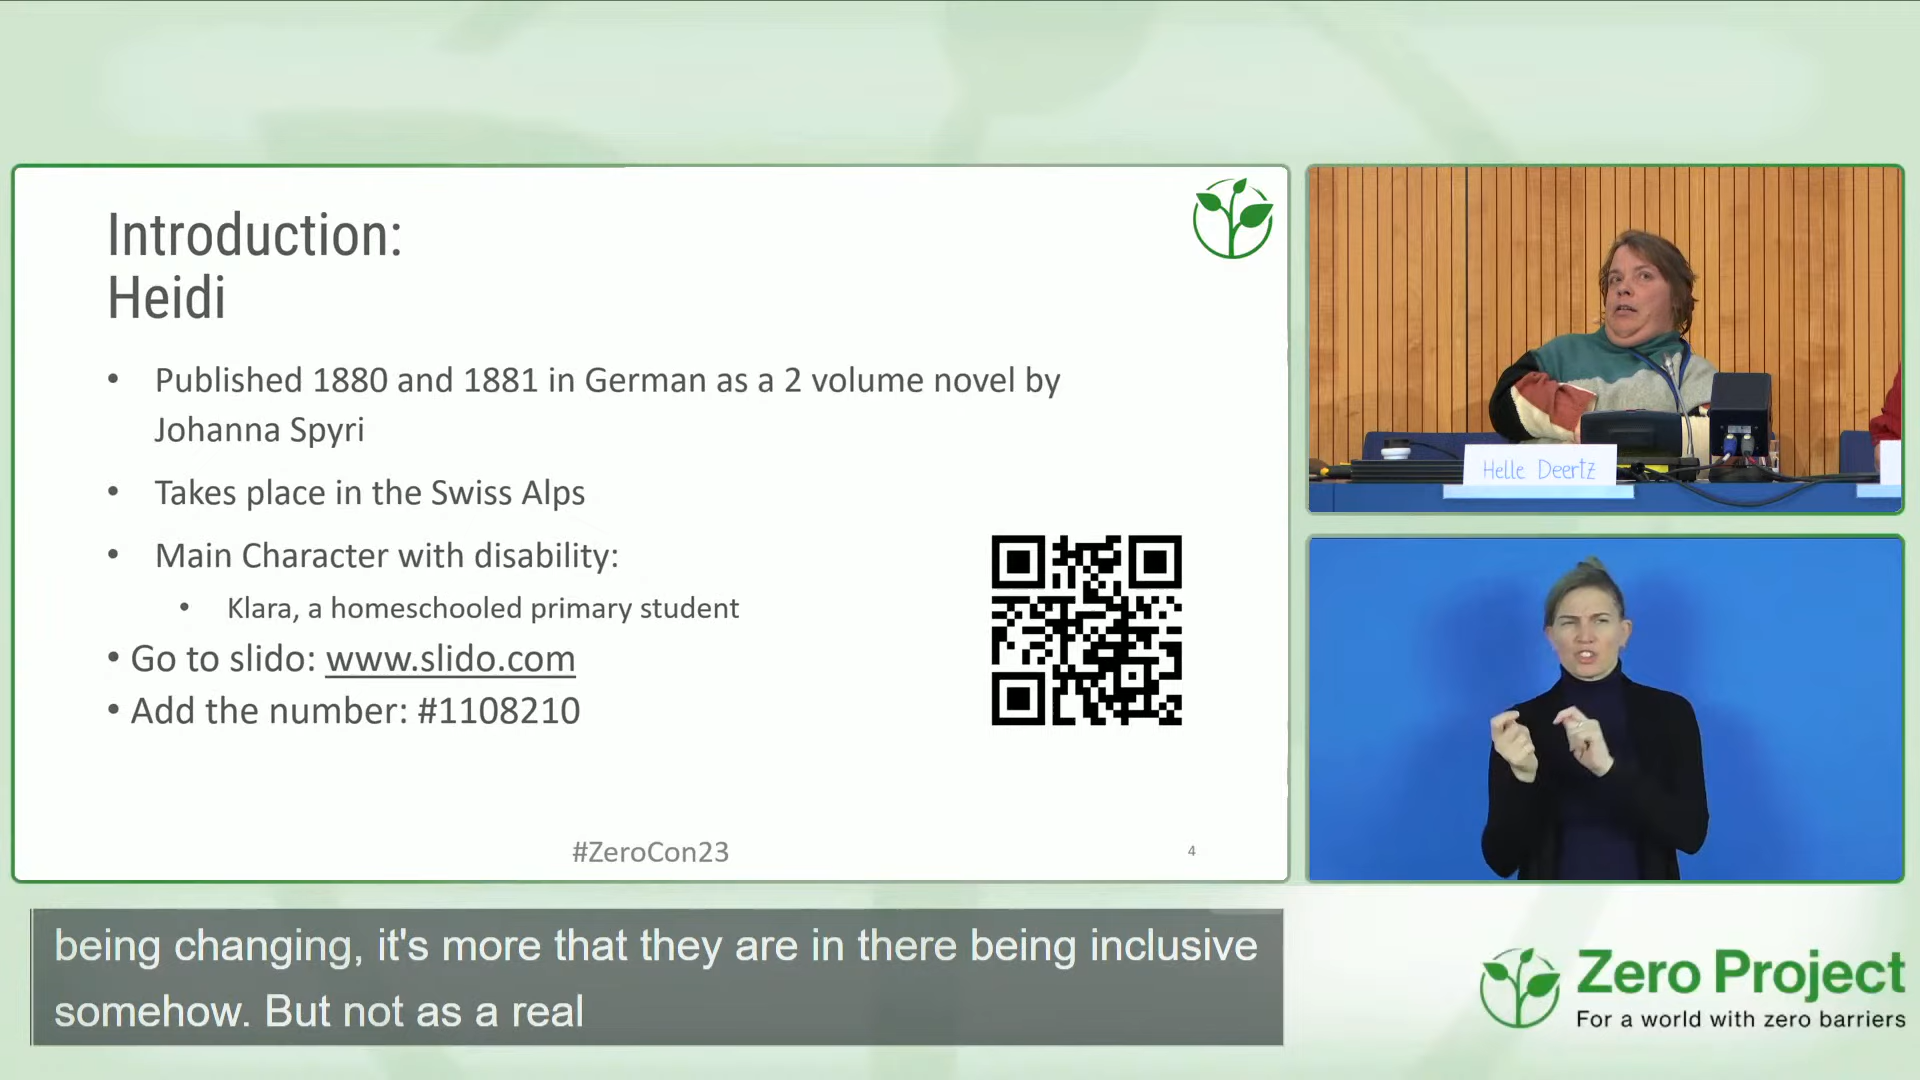 Introduction:
Heidi
• Published 1880 and 1881 in German as a 2 volume novel by
Johanna Spyri
• Takes place in the Swiss Alps
• Main Character with disability:
• Klara, a homeschooled primary student
• Go to slido: www.slido.com
• Add the number: #1108210
#ZeroCon23
4
Helle Deertz
being changing, it's more that they are in there being inclusive
somehow. But not as a real
Zero Project
For a world with zero barriers